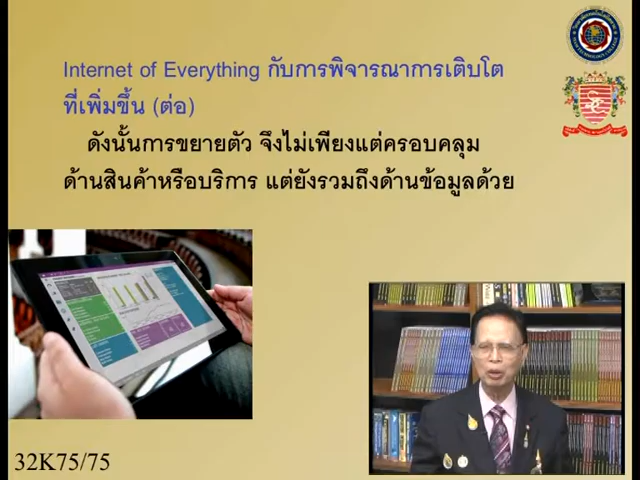 Internet of Everything กับการพิจารณาการเติบโต
ที่เพิ่มขึ้น (ต่อ)
ดังนั้นการขยายตัว จึงไม่เพียงแต่ครอบคลุม
ด้านสินค้าหรือบริการ แต่ยังรวมถึงด้านข้อมูลด้วย
32K75/75